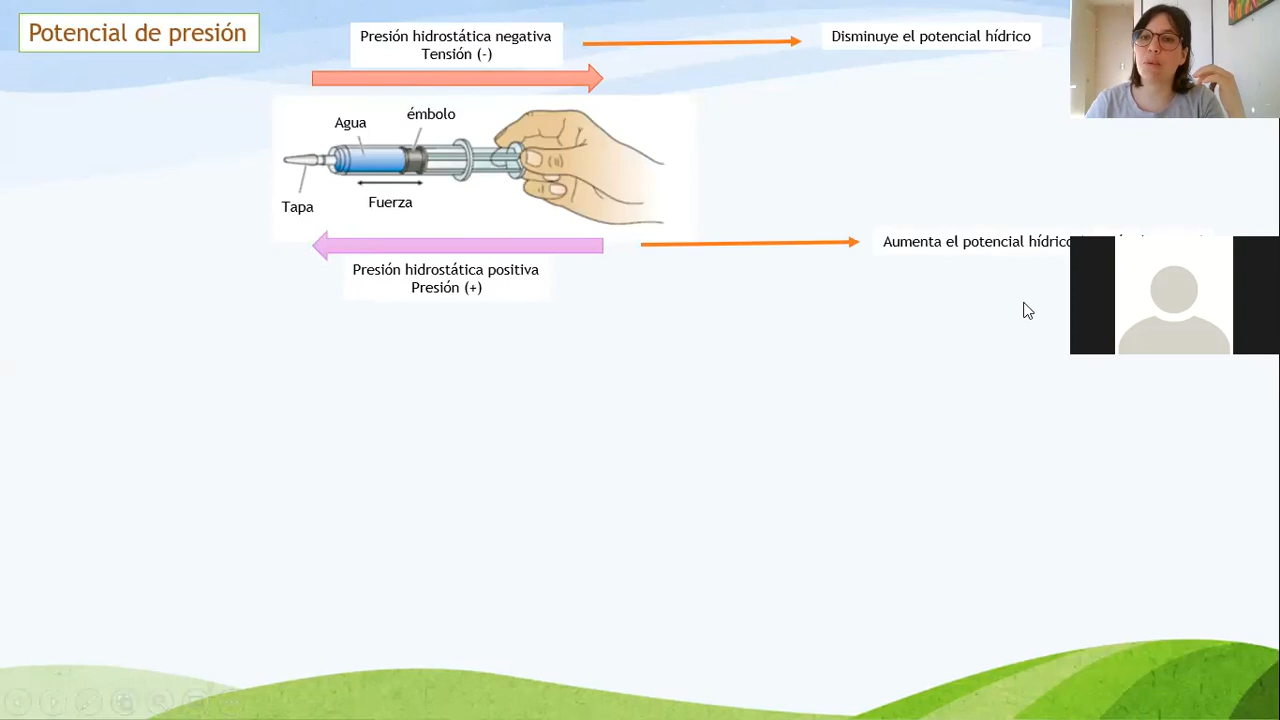 Potencial de presión
Presión hidrostática negativa
Tensión (-)
Disminuye el potencial hídrico
Agua
émbolo
Tapa
Fuerza
Aumenta el potencial hídrico
Presión hidrostática positiva
Presión (+)